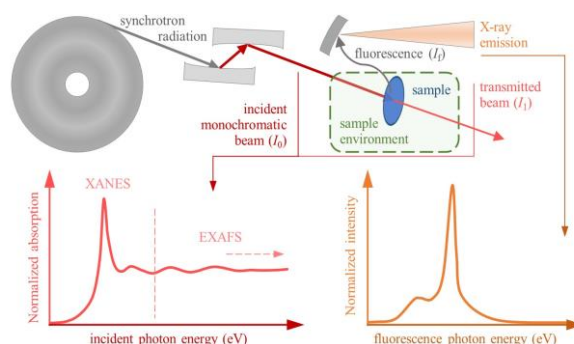 synchrotron
radiation
X-ray
emission
fluorescence (If)
sample
transmitted
beam (I1)
incident
monochromatic
beam (I0)
sample
environment
XANES
EXAFS
Normalized absorption
incident photon energy (eV)
Normalized intensity
fluorescence photon energy (eV)